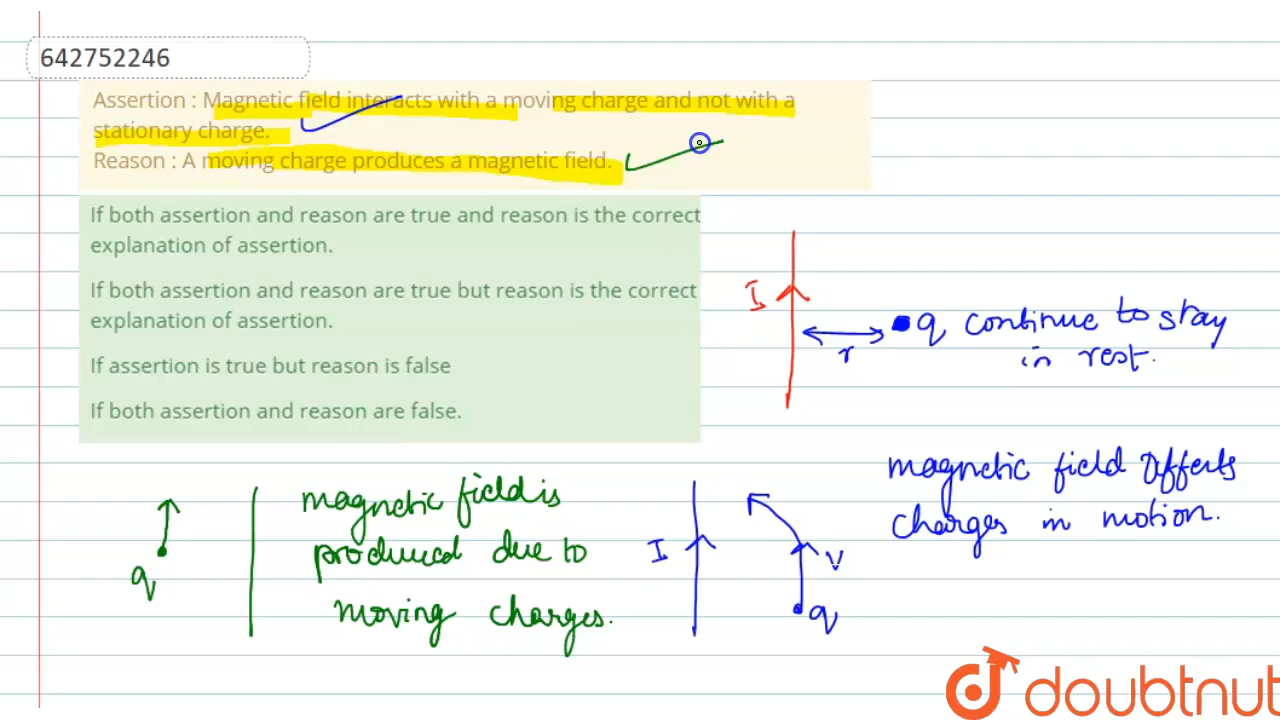 642752246
Assertion : Magnetic field interacts with a moving charge and not with a
stationary charge.
Reason : A moving charge produces a magnetic field.
If both assertion and reason are true and reason is the correct
explanation of assertion.
If both assertion and reason are true but reason is the correct
explanation of assertion.
If assertion is true but reason is false
If both assertion and reason are false.
I
r
q continue to stay
in rest.
magnetic field affects
charges in motion.
q
magnetic field is
produced due to
moving charges.
I
V
q
doubtnut